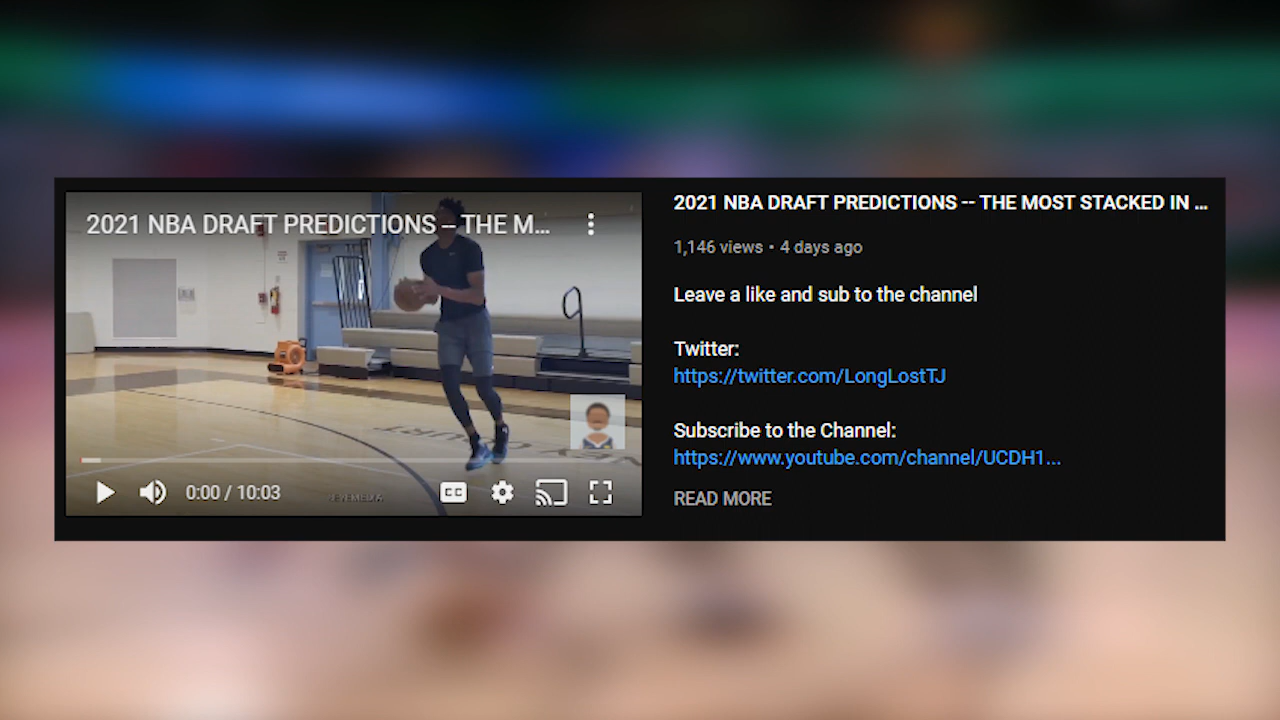 2021 NBA DRAFT PREDICTIONS -- THE M...
2021 NBA DRAFT PREDICTIONS -- THE MOST STACKED IN ...
1,146 views • 4 days ago
Leave a like and sub to the channel
Twitter:
https://twitter.com/LongLostTJ
Subscribe to the Channel:
https://www.youtube.com/channel/UCDH1...
READ MORE
COURT
0:00 / 10:03
CC